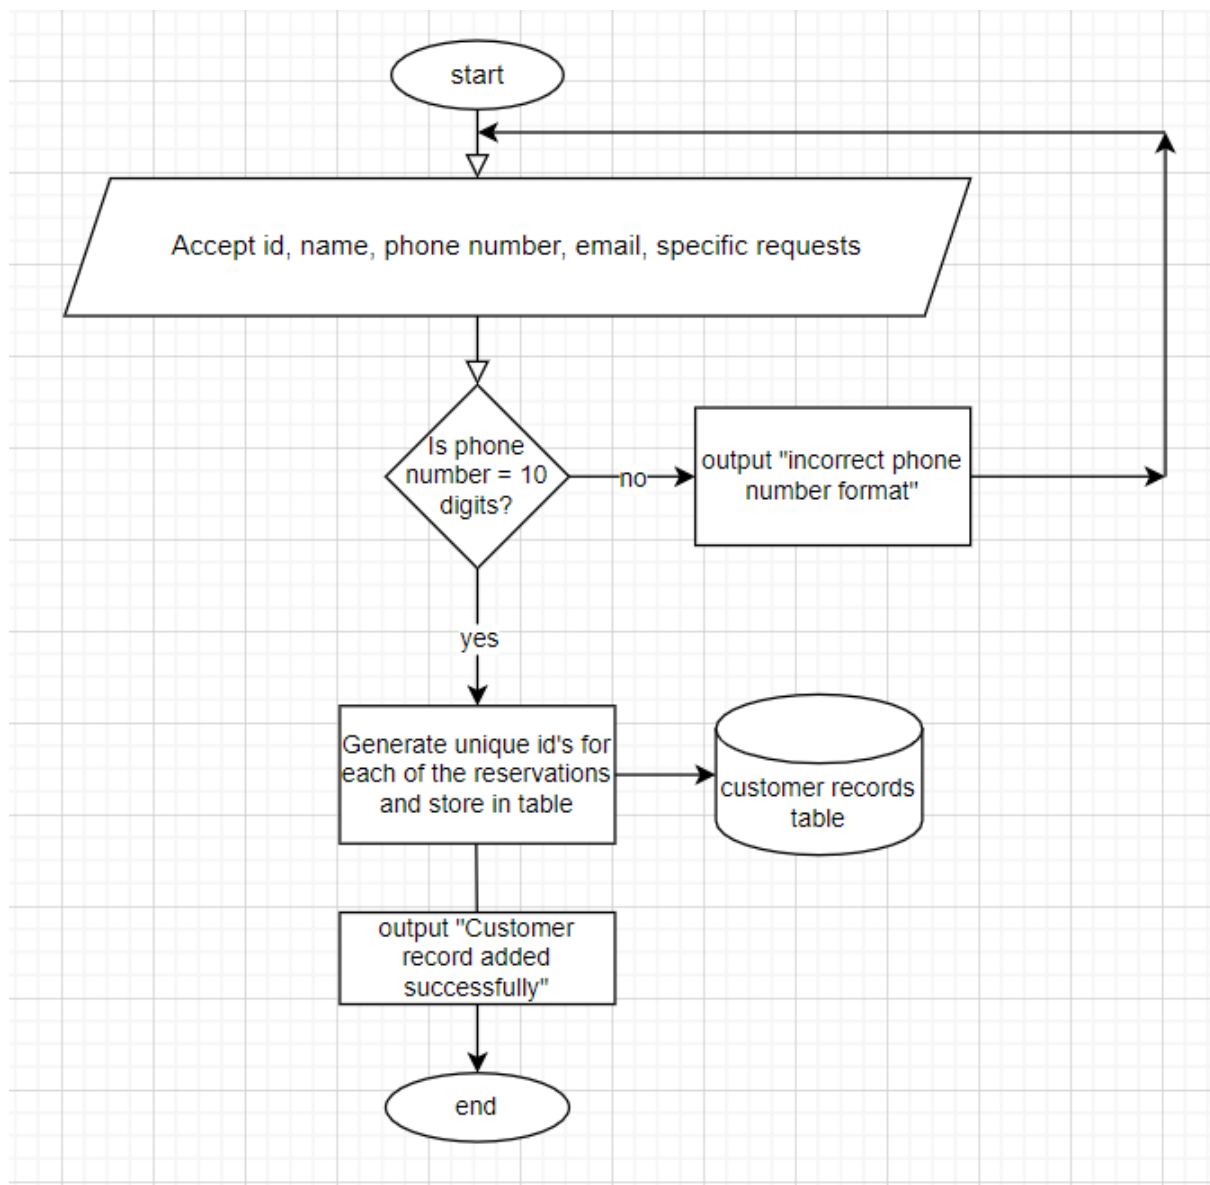 start
Accept id, name, phone number, email, specific requests
Is phone
number = 10
digits?
no
output "incorrect phone
number format"
yes
Generate unique id's for
each of the reservations
and store in table
customer records
table
output "Customer
record added
successfully"
end